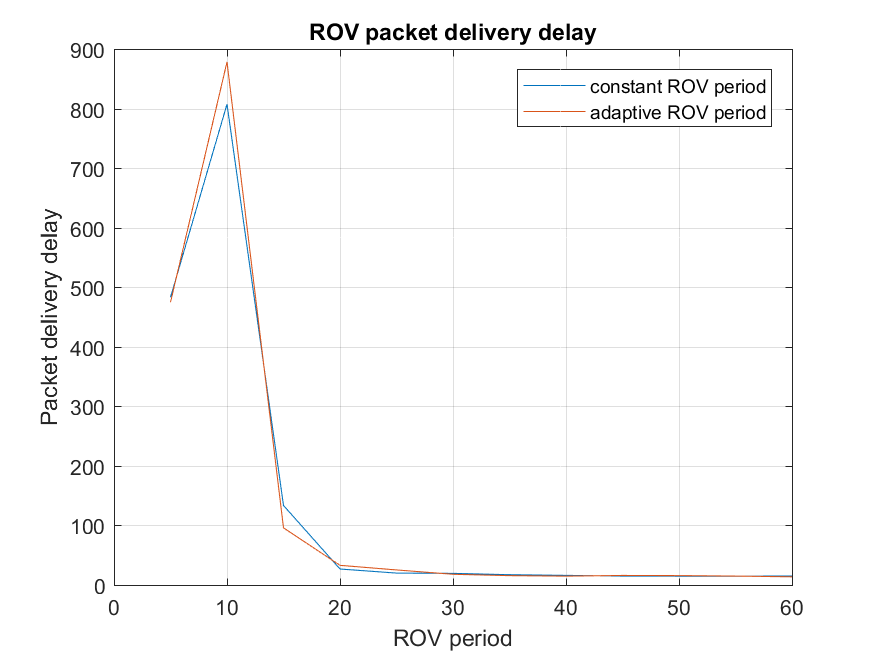 ROV packet delivery delay
constant ROV period
adaptive ROV period
Packet delivery delay
900
800
700
600
500
400
300
200
100
0
0 10 20 30 40 50 60
ROV period